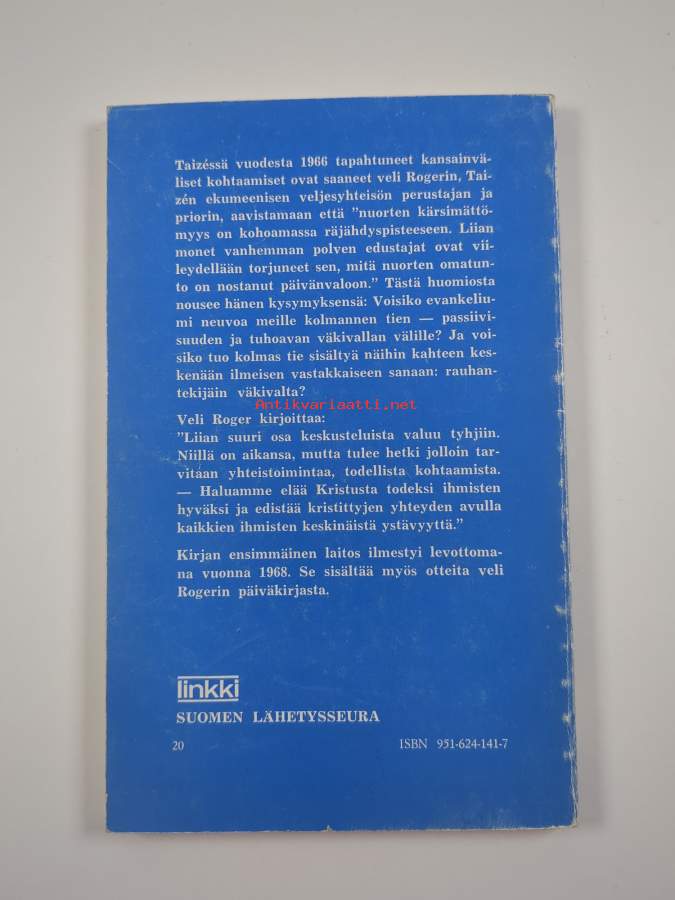 Taizéssä vuodesta 1966 tapahtuneet kansainvä-
liset kohtaamiset ovat saaneet veli Rogerin, Tai-
zén ekumeenisen veljesyhteisön perustajan ja
priorin, aavistamaan että "nuorten kärsimättö-
myys on kohoamassa räjähdyspisteeseen. Liian
monet vanhemman polven edustajat ovat vii-
leydellään torjuneet sen, mitä nuorten omatun-
to on nostanut päivänvaloon." Tästä huomiosta
nousee hänen kysymyksensä: Voisiko evankeliu-
mi neuvoa meille kolmannen tien — passiivi-
suuden ja tuhoavan väkivallan välille? Ja voi-
siko tuo kolmas tie sisältyä näihin kahteen kes-
kenään ilmeisen vastakkaiseen sanaan: rauhan-
tekijäin väkivalta?
Antikvariaatti.net
Veli Roger kirjoittaa:
"Liian suuri osa keskusteluista valuu tyhjiin.
Niillä on aikansa, mutta tulee hetki jolloin tar-
vitaan yhteistoimintaa, todellista kohtaamista.
— Haluamme elää Kristusta todeksi ihmisten
hyväksi ja edistää kristittyjen yhteyden avulla
kaikkien ihmisten keskinäistä ystävyyttä."
Kirjan ensimmäinen laitos ilmestyi levottoma-
na vuonna 1968. Se sisältää myös otteita veli
Rogerin päiväkirjasta.
linkki
SUOMEN LÄHETYSSEURA
20 ISBN 951-624-141-7